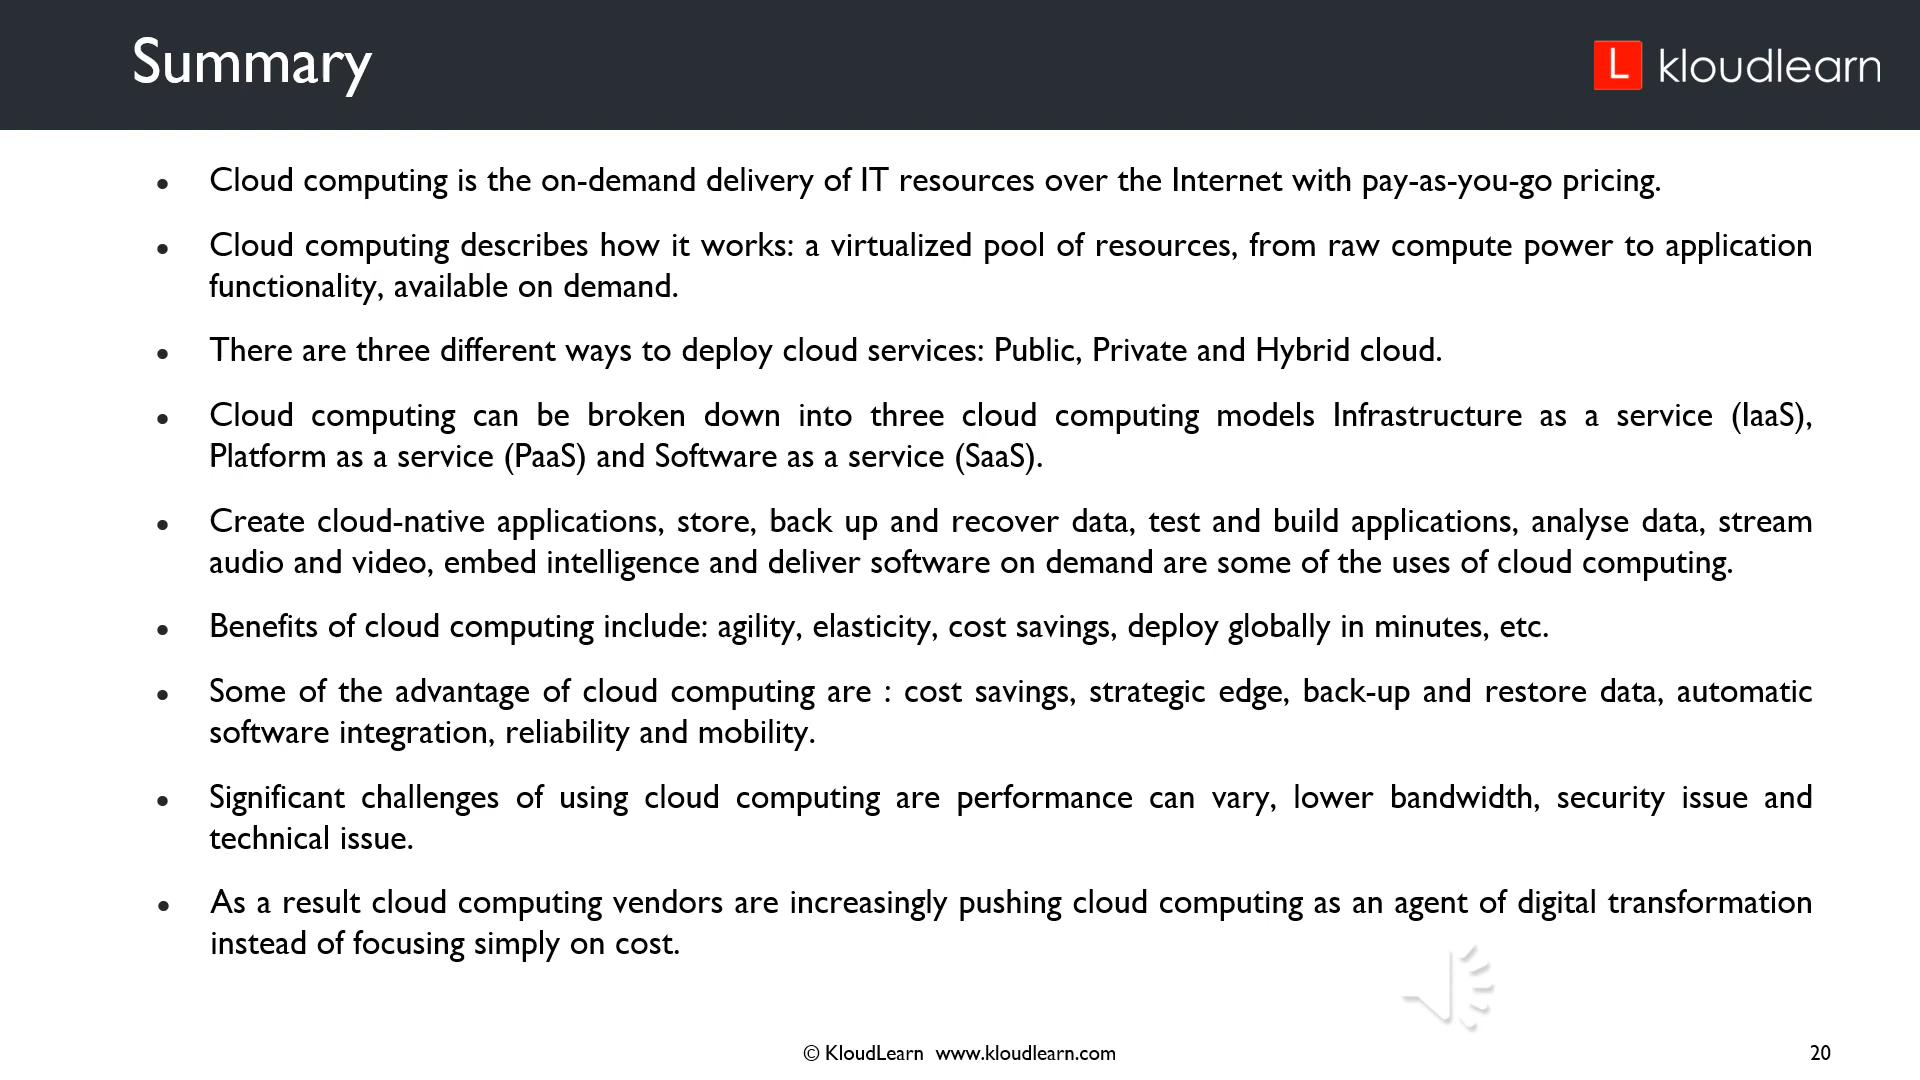 Summary
L kloudlearn
• Cloud computing is the on-demand delivery of IT resources over the Internet with pay-as-you-go pricing.
• Cloud computing describes how it works: a virtualized pool of resources, from raw compute power to application
functionality, available on demand.
• There are three different ways to deploy cloud services: Public, Private and Hybrid cloud.
• Cloud computing can be broken down into three cloud computing models Infrastructure as a service (IaaS),
Platform as a service (PaaS) and Software as a service (SaaS).
• Create cloud-native applications, store, back up and recover data, test and build applications, analyse data, stream
audio and video, embed intelligence and deliver software on demand are some of the uses of cloud computing.
• Benefits of cloud computing include: agility, elasticity, cost savings, deploy globally in minutes, etc.
• Some of the advantage of cloud computing are : cost savings, strategic edge, back-up and restore data, automatic
software integration, reliability and mobility.
• Significant challenges of using cloud computing are performance can vary, lower bandwidth, security issue and
technical issue.
• As a result cloud computing vendors are increasingly pushing cloud computing as an agent of digital transformation
instead of focusing simply on cost.
© KloudLearn www.kloudlearn.com
20